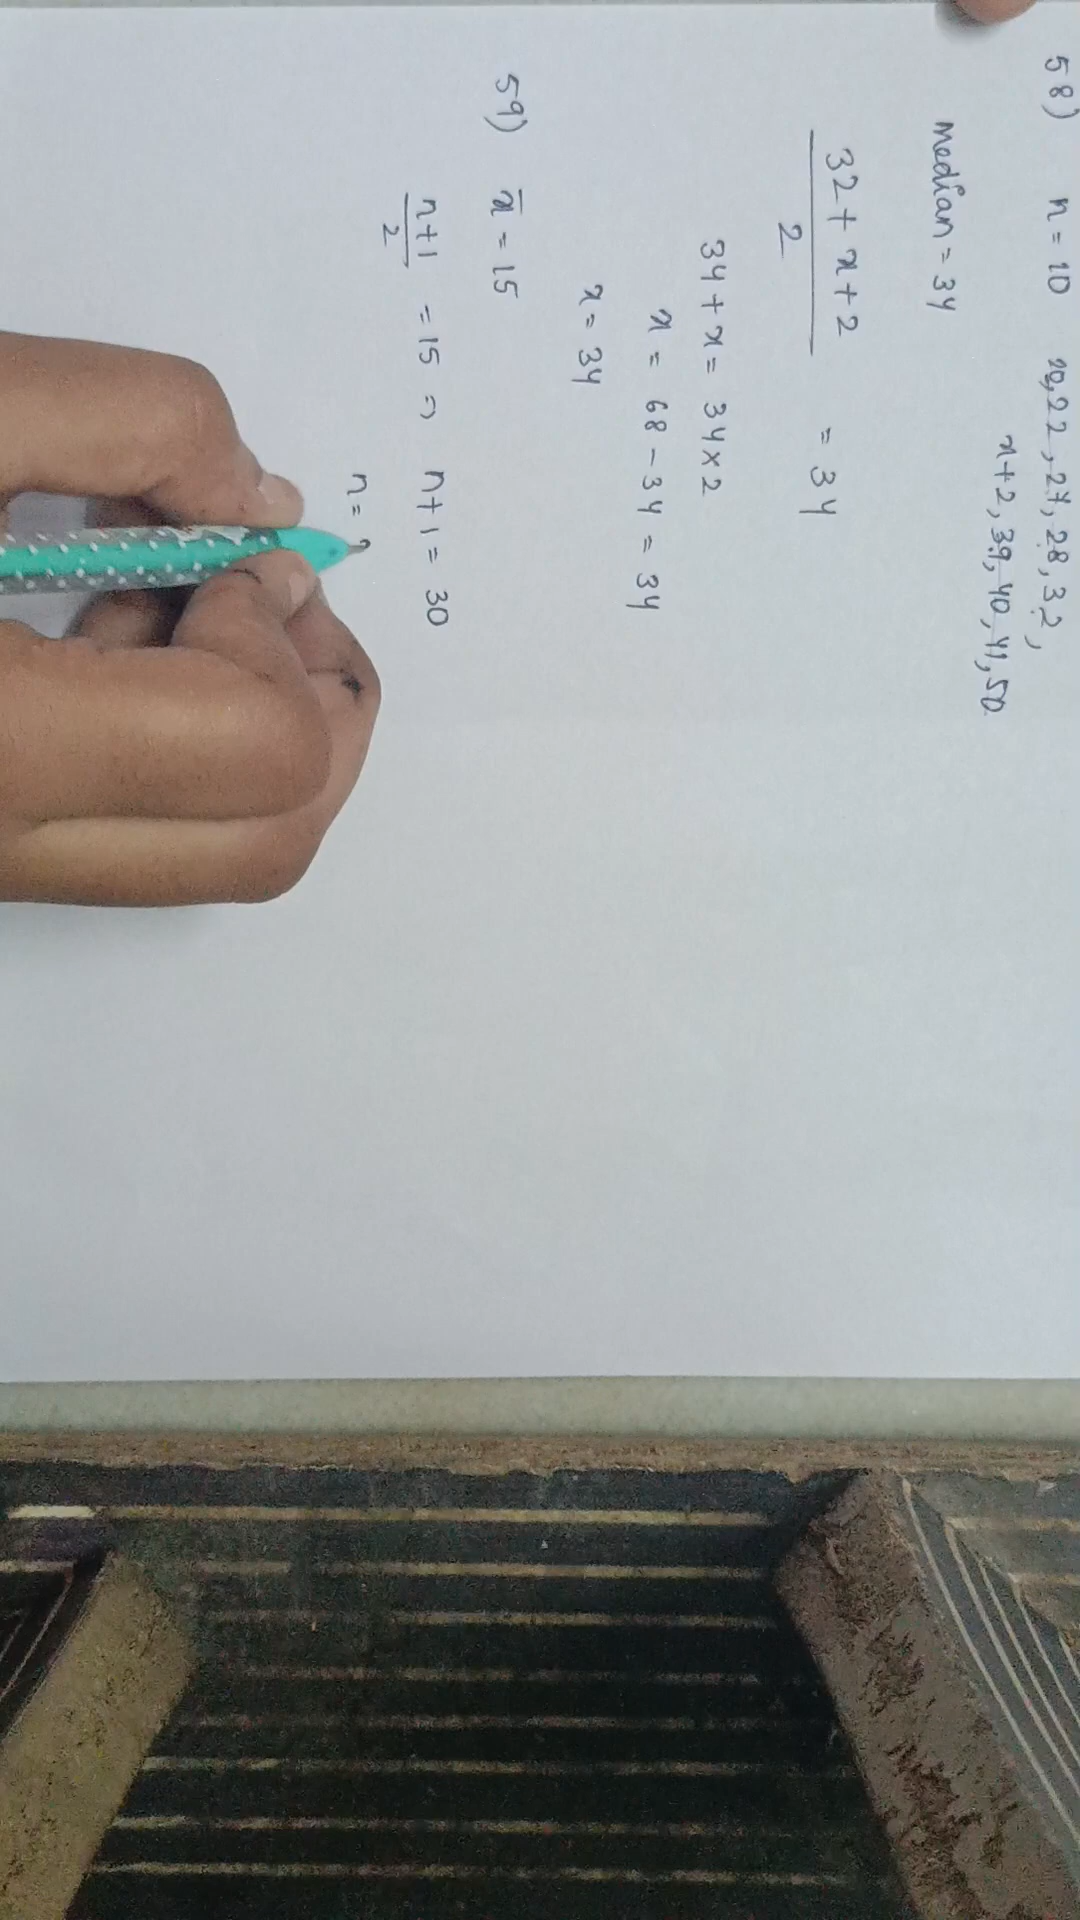 58) n = 10 20, 22, 27, 28, 32,
x+2, 39, 40, 41, 50
Median = 34
32 + x + 2 / 2 = 34
34 + x = 34 × 2
x = 68 - 34 = 34
x = 34
59) x̄ = 15
n+1 / 2 = 15 ⇒ n+1 = 30
n =